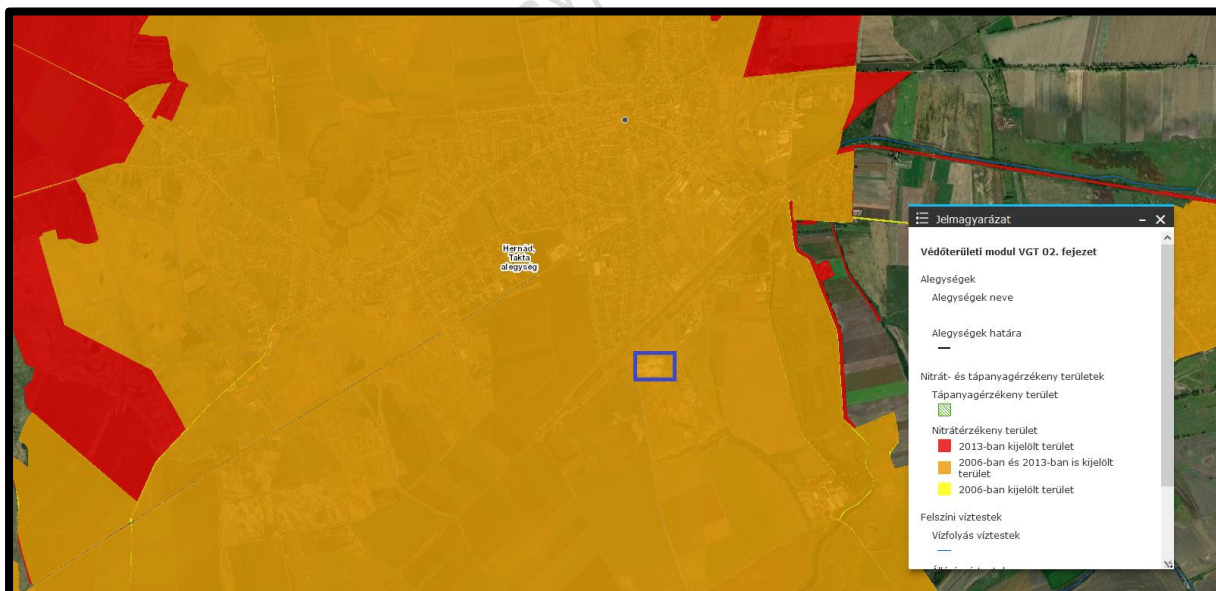 Hernád,
Takta
alegység
Jelmagyarázat
Védőterületi modul VGT 02. fejezet
Alegységek
Alegységek neve
Alegységek határa
Nitrát- és tápanyagérzékeny területek
Tápanyagérzékeny terület
Nitrátérzékeny terület
2013-ban kijelölt terület
2006-ban és 2013-ban is kijelölt
terület
2006-ban kijelölt terület
Felszíni víztestek
Vízfolyás víztestek